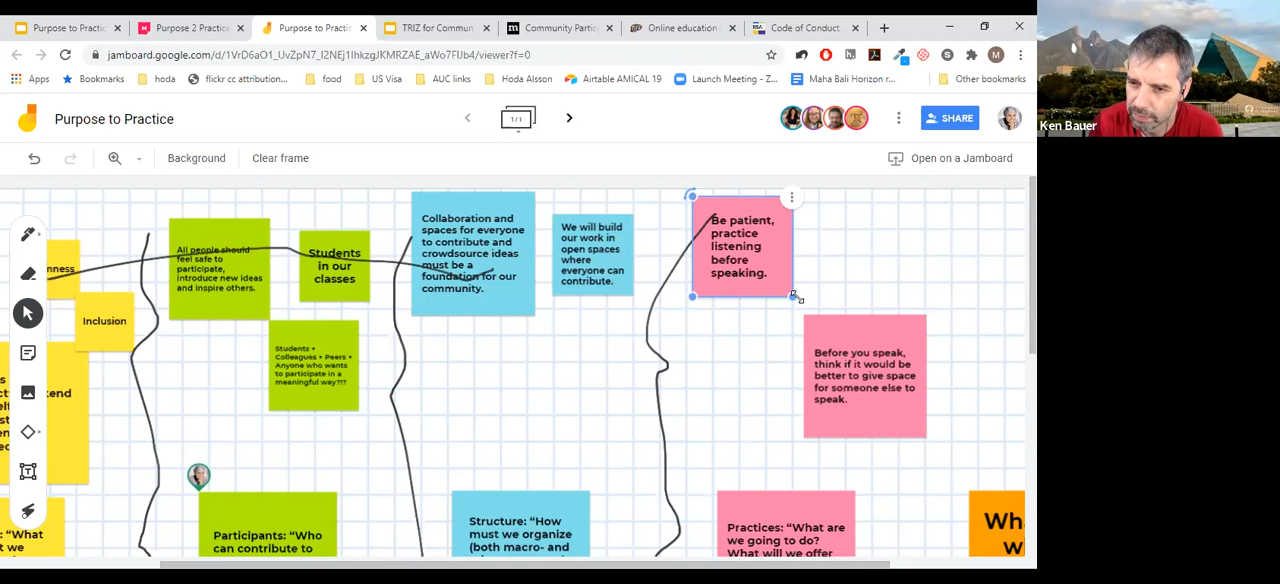 Purpose to Practic
Purpose 2 Practice
Purpose to Practic
TRIZ for Commun
Community Partic
Online education
Code of Conduct
jamboard.google.com/d/
/viewer?f=0
Apps
Bookmarks
hoda
flickr cc attribution...
food
US Visa
AUC links
Hoda Alsson
Airtable AMICAL 19
Launch Meeting - Z...
Maha Bali Horizon r...
Other bookmarks
Purpose to Practice
1/1
SHARE
Background
Clear frame
Open on a Jamboard
nness
Inclusion
All people should
feel safe to
participate,
introduce new ideas
and inspire others.
Students
in our
classes
Students +
Colleagues + Peers +
Anyone who wants
to participate in a
meaningful way?!?
Collaboration and
spaces for everyone
to contribute and
crowdsource ideas
must be a
foundation for our
community.
We will build
our work in
open spaces
where
everyone can
contribute.
Be patient,
practice
listening
before
speaking.
Before you speak,
think if it would be
better to give space
for someone else to
speak.
Participants: “Who
can contribute to
Structure: “How
must we organize
(both macro- and
Practices: “What are
we going to do?
What will we offer
Ken Bauer